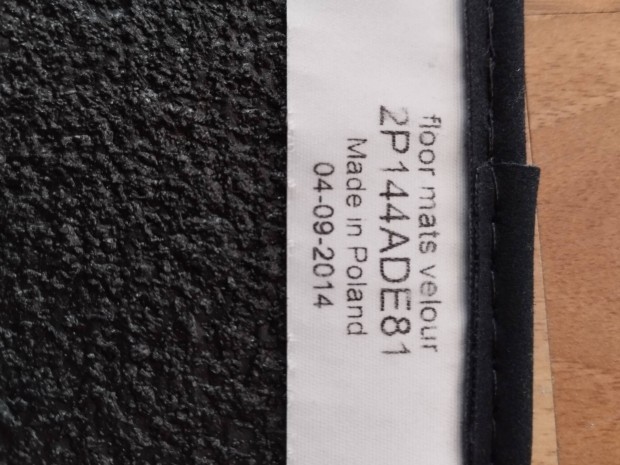 floor mats velour
2P144ADE81
Made in Poland
04-09-2014